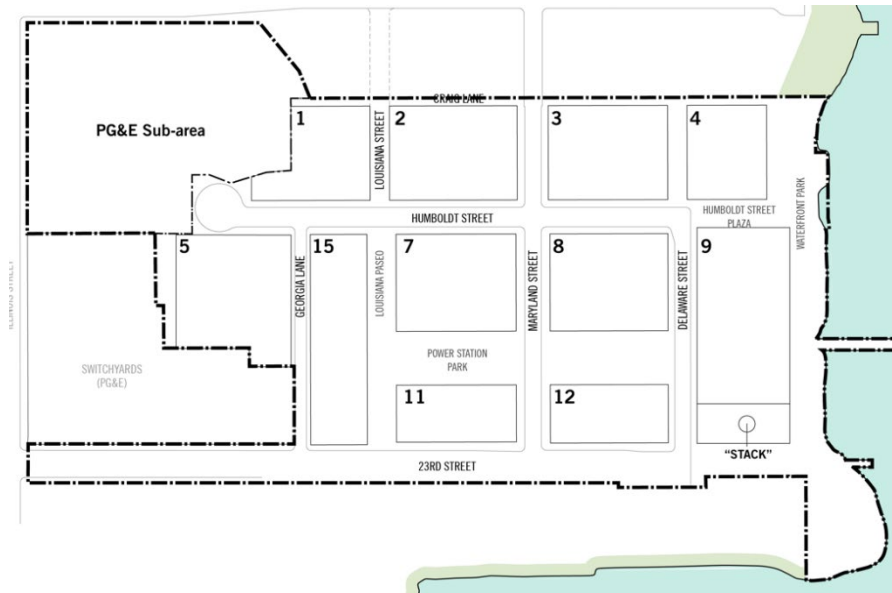 CRAIG LANE
PG&E Sub-area
1
LOUISIANA STREET
2
3
4
WATERFRONT PARK
HUMBOLDT STREET
HUMBOLDT STREET
PLAZA
5
GEORGIA LANE
15
LOUISIANA PASEO
7
MARYLAND STREET
8
DELAWARE STREET
9
ILLINOIS STREET
SWITCHYARDS
(PG&E)
POWER STATION
PARK
11
12
"STACK"
23RD STREET